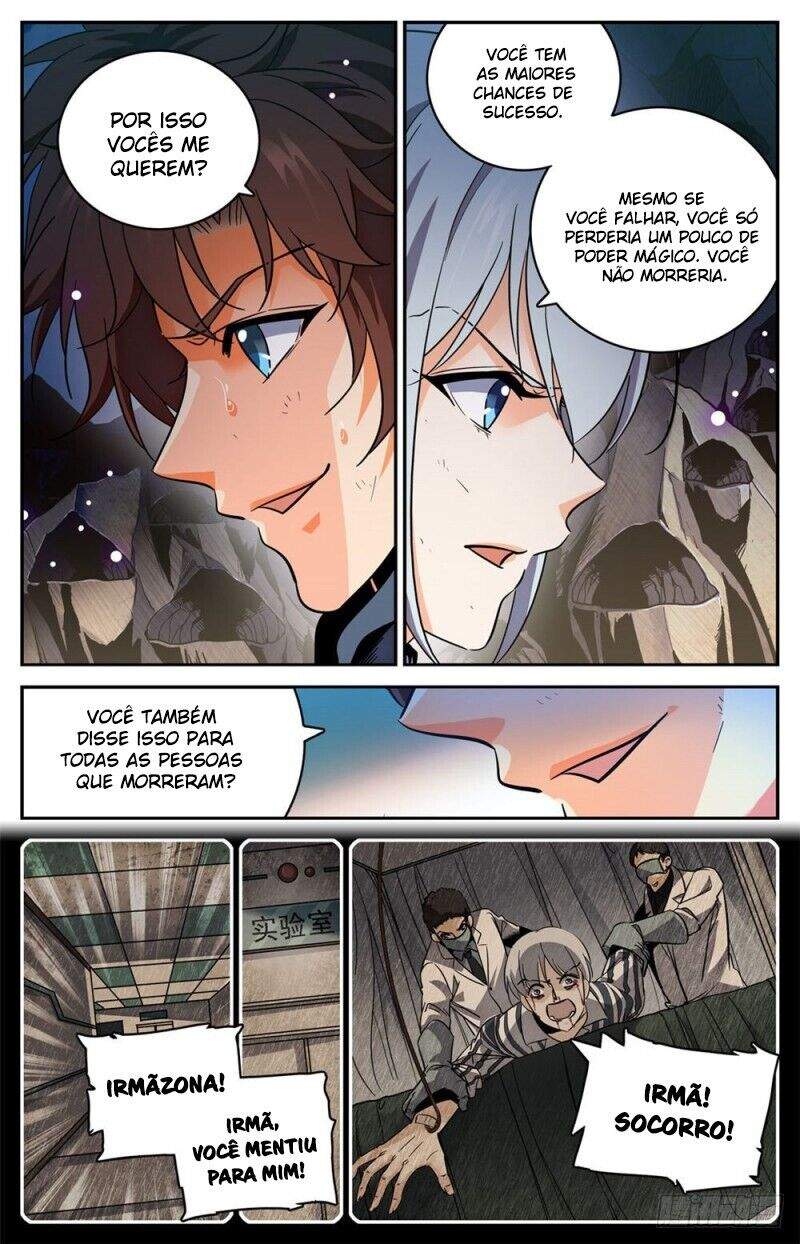 POR ISSO
VOCÊS ME
QUEREM?
VOCÊ TEM
AS MAIORES
CHANCES DE
SUCESSO.
MESMO SE
VOCÊ FALHAR, VOCÊ SÓ
PERDERIA UM POUCO DE
PODER MÁGICO. VOCÊ
NÃO MORRERIA.
VOCÊ TAMBÉM
DISSE ISSO PARA
TODAS AS PESSOAS
QUE MORRERAM?
实验室
IRMÃZONA!
IRMÃ,
VOCÊ MENTIU
PARA MIM!
IRMÃ!
SOCORRO!